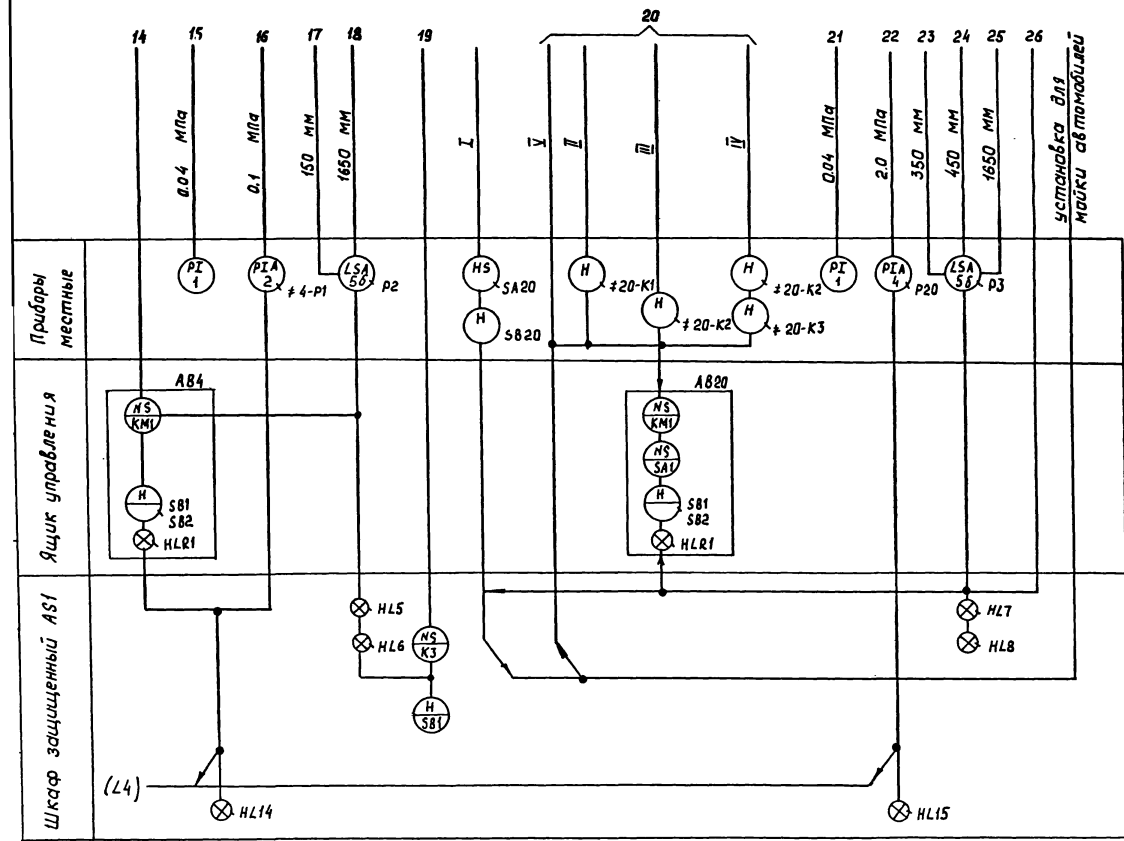 20
14
15
16
17
18
19
21
22
23
24
25
26
0.04 МПа
0.1 МПа
150 мм
1650 мм
I
V
II
III
IV
0.04 МПа
2.0 МПа
350 мм
450 мм
1650 мм
установка для
мойки автомобилей
Приборы
местные
PI
1
PIA
2
≠4-P1
LSA
5б
P2
HS
SA20
H
SB20
H
≠20-K1
H
≠20-K2
H
≠20-K2
H
≠20-K3
PI
1
PIA
4
P20
LSA
5б
P3
Ящик управления
AB4
NS
KM1
H
SB1
SB2
HLR1
AB20
NS
KM1
NS
SA1
H
SB1
SB2
HLR1
Шкаф защищенный AS1
HL5
HL6
NS
K3
H
SB1
HL7
HL8
(L4)
HL14
HL15